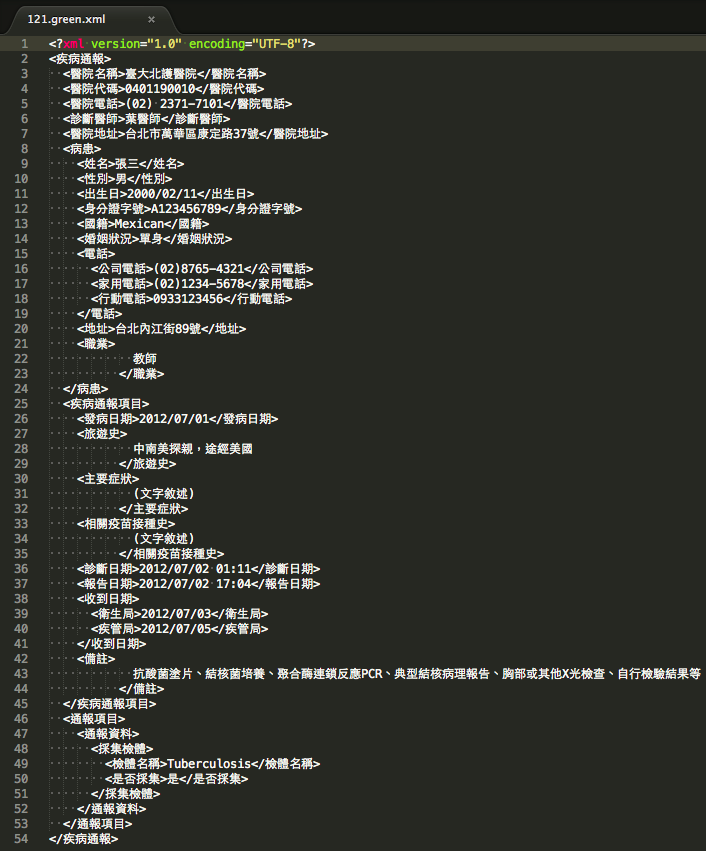 121.green.xml ×
1 <?xml version="1.0" encoding="UTF-8"?>
2 <疾病通報>
3 <醫院名稱>臺大北護醫院</醫院名稱>
4 <醫院代碼>0401190010</醫院代碼>
5 <醫院電話>(02) 2371-7101</醫院電話>
6 <診斷醫師>葉醫師</診斷醫師>
7 <醫院地址>台北市萬華區康定路37號</醫院地址>
8 <病患>
9 <姓名>張三</姓名>
10 <性別>男</性別>
11 <出生日>2000/02/11</出生日>
12 <身分證字號>A123456789</身分證字號>
13 <國籍>Mexican</國籍>
14 <婚姻狀況>單身</婚姻狀況>
15 <電話>
16 <公司電話>(02)8765-4321</公司電話>
17 <家用電話>(02)1234-5678</家用電話>
18 <行動電話>0933123456</行動電話>
19 </電話>
20 <地址>台北內江街89號</地址>
21 <職業>
22 教師
23 </職業>
24 </病患>
25 <疾病通報項目>
26 <發病日期>2012/07/01</發病日期>
27 <旅遊史>
28 中南美探親，途經美國
29 </旅遊史>
30 <主要症狀>
31 (文字敘述)
32 </主要症狀>
33 <相關疫苗接種史>
34 (文字敘述)
35 </相關疫苗接種史>
36 <診斷日期>2012/07/02 01:11</診斷日期>
37 <報告日期>2012/07/02 17:04</報告日期>
38 <收到日期>
39 <衛生局>2012/07/03</衛生局>
40 <疾管局>2012/07/05</疾管局>
41 </收到日期>
42 <備註>
43 抗酸菌塗片、結核菌培養、聚合酶連鎖反應PCR、典型結核病理報告、胸部或其他X光檢查、自行檢驗結果等
44 </備註>
45 </疾病通報項目>
46 <通報項目>
47 <通報資料>
48 <採集檢體>
49 <檢體名稱>Tuberculosis</檢體名稱>
50 <是否採集>是</是否採集>
51 </採集檢體>
52 </通報資料>
53 </通報項目>
54 </疾病通報>